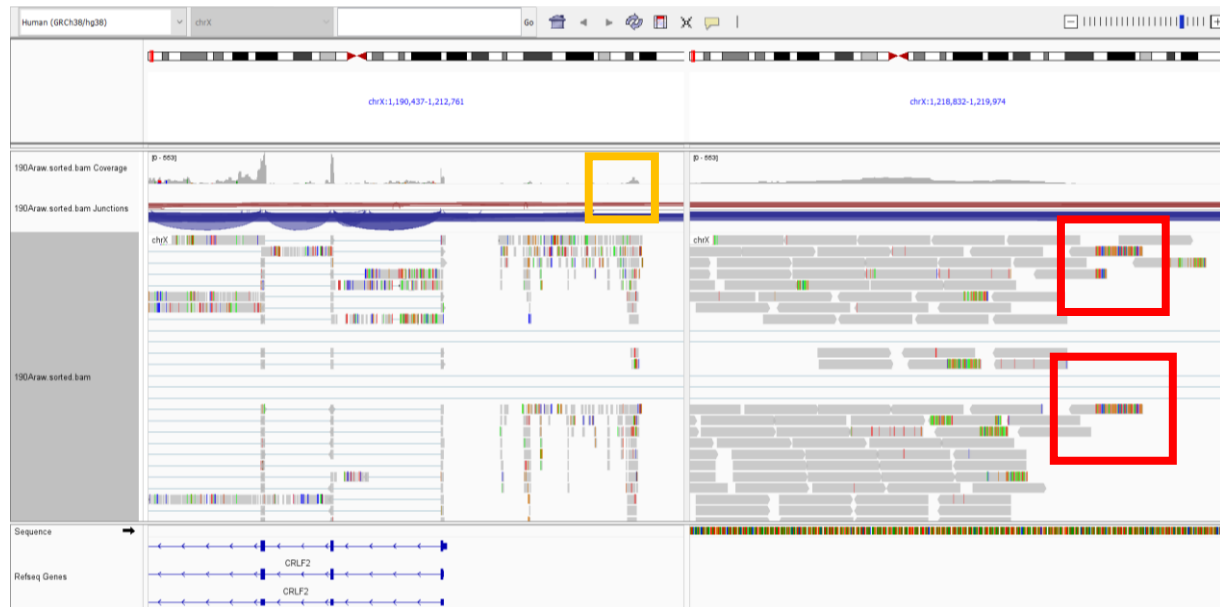 Human (GRCh38/hg38) chrX Go
chrX:1,190,437-1,212,761 chrX:1,218,832-1,219,974
190Araw.sorted.bam Coverage [0 - 553] [0 - 553]
190Araw.sorted.bam Junctions
chrX chrX
190Araw.sorted.bam
Sequence
CRLF2
Refseq Genes
CRLF2